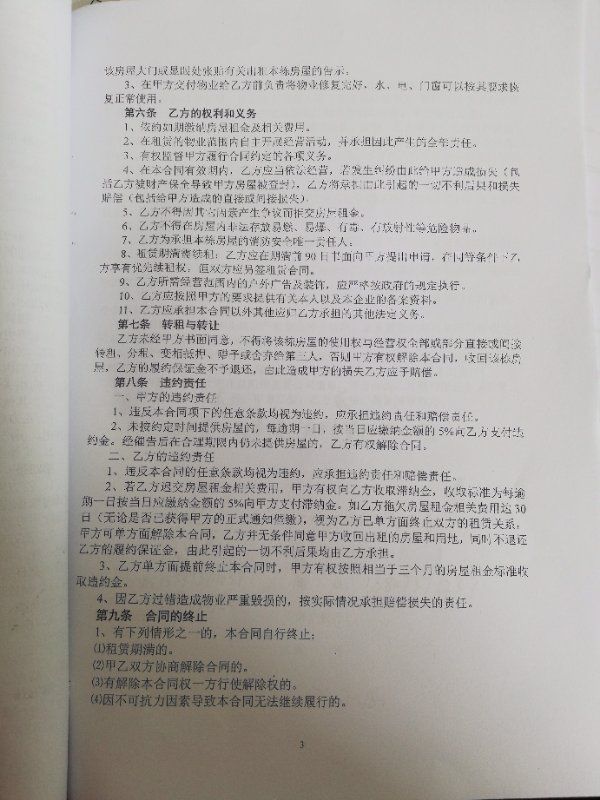 该房屋大门或显眼处张贴有关出租本栋房屋的告示；
3、在甲方交付物业给乙方前负责将物业修复完好，水、电、门窗可以按其要求恢
复正常使用。
第六条 乙方的权利和义务
1、依约如期缴纳房屋租金及相关费用。
2、在租赁的物业范围内自主开展经营活动，并承担因此产生的全部责任。
3、有权监督甲方履行合同约定的各项义务。
4、在本合同有效期内，乙方应当依法经营，若发生纠纷由此给甲方造成损失（包
括乙方被财产保全导致甲方房屋被查封），乙方将承担由此引起的一切不利后果和损失
赔偿（包括给甲方造成的直接或间接损失）。
5、乙方不得因其它因素产生争议而拒交房屋租金。
6、乙方不得在房屋内非法存放易燃、易爆、有毒、有放射性等危险物品。
7、乙方为承担本栋房屋的消防安全唯一责任人；
8、租赁期满需续租：乙方应在期满前90日书面向甲方提出申请，在同等条件下乙
方享有优先续租权，但双方应另签租赁合同。
9、乙方所需经营范围内的户外广告及装饰，应严格按政府的规定执行。
10、乙方应按照甲方的要求提供有关本人以及本企业的备案资料。
11、乙方应承担本合同以外其他应归乙方承担的其他法定义务。
第七条 转租与转让
乙方未经甲方书面同意，不得将该栋房屋的使用权与经营权全部或部分直接或间接
转租、分租、变相抵押、赠予或舍弃给第三人，否则甲方有权解除本合同，收回该栋房
屋，乙方的履约保证金不予退还，由此造成甲方的损失乙方应予赔偿。
第八条 违约责任
一、甲方的违约责任
1、违反本合同项下的任意条款均视为违约，应承担违约责任和赔偿责任。
2、未按约定时间提供房屋的，每逾期一日，按当日应缴纳金额的5%向乙方支付违
约金。经催告后在合理期限内仍未提供房屋的，乙方有权解除合同。
二、乙方的违约责任
1、违反本合同的任意条款均视为违约，应承担违约责任和赔偿责任。
2、若乙方迟交房屋租金相关费用，甲方有权向乙方收取滞纳金，收取标准为每逾
期一日按当日应缴纳金额的5%向甲方支付滞纳金。如乙方拖欠房屋租金相关费用达30
日（无论是否已获得甲方的正式通知催缴），视为乙方已单方面终止双方的租赁关系，
甲方可单方面解除本合同，乙方并无条件同意甲方收回出租的房屋和用地，同时不退还
乙方的履约保证金，由此引起的一切不利后果均由乙方承担。
3、乙方单方面提前终止本合同时，甲方有权按照相当于三个月的房屋租金标准收
取违约金。
4、因乙方过错造成物业严重毁损的，按实际情况承担赔偿损失的责任。
第九条 合同的终止
1、有下列情形之一的，本合同自行终止：
⑴租赁期满的。
⑵甲乙双方协商解除合同的。
⑶有解除本合同权一方行使解除权的。
⑷因不可抗力因素导致本合同无法继续履行的。
3